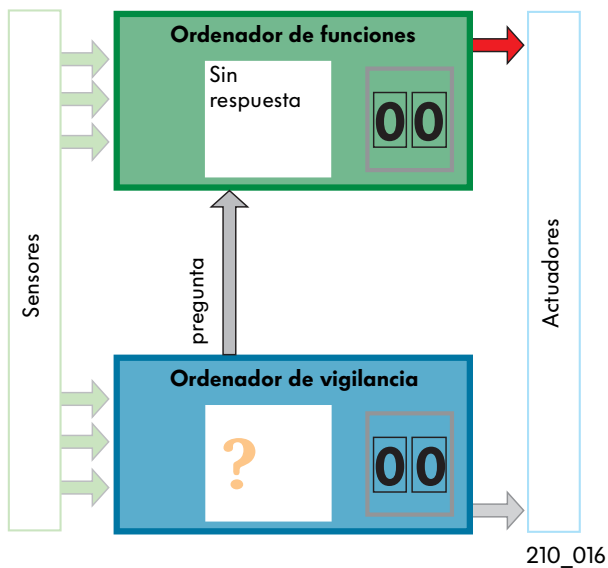 Ordenador de funciones
Sin
respuesta
00
Sensores
pregunta
Actuadores
Ordenador de vigilancia
?
00
210_016